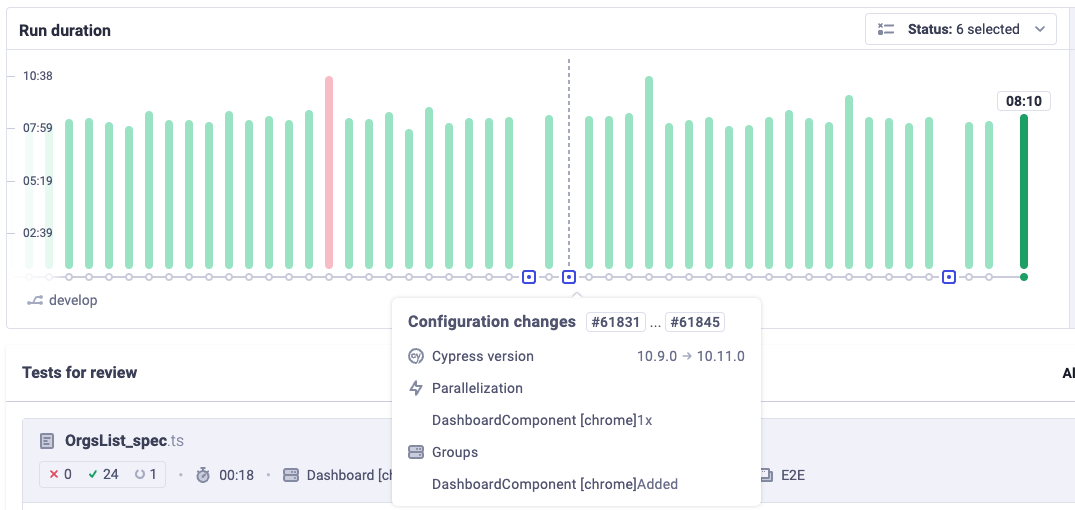 Run duration
Status: 6 selected
10:38
08:10
07:59
05:19
02:39
develop
Configuration changes #61831 ... #61845
Cypress version 10.9.0 → 10.11.0
Parallelization
DashboardComponent [chrome]1x
Groups
DashboardComponent [chrome]Added
Tests for review
Al
OrgsList_spec.ts
0 24 1 · 00:18 · Dashboard [ch E2E